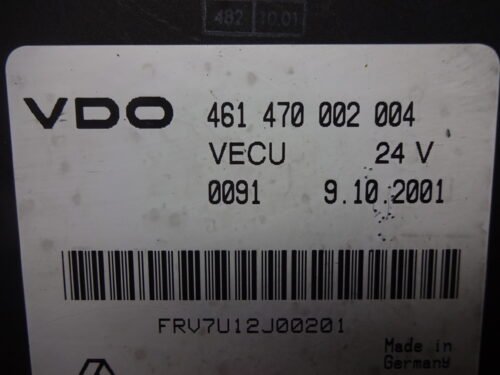 482 10.01
VDO 461 470 002 004
VECU 24 V
0091 9.10.2001
FRV7U12J00201
Made in
Germany